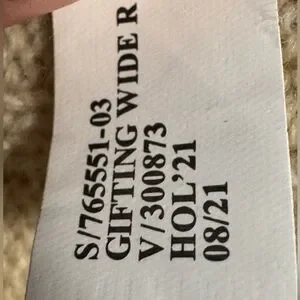 S/765551-03
GIFTING WIDE R
V/300873
HOL'21
08/21